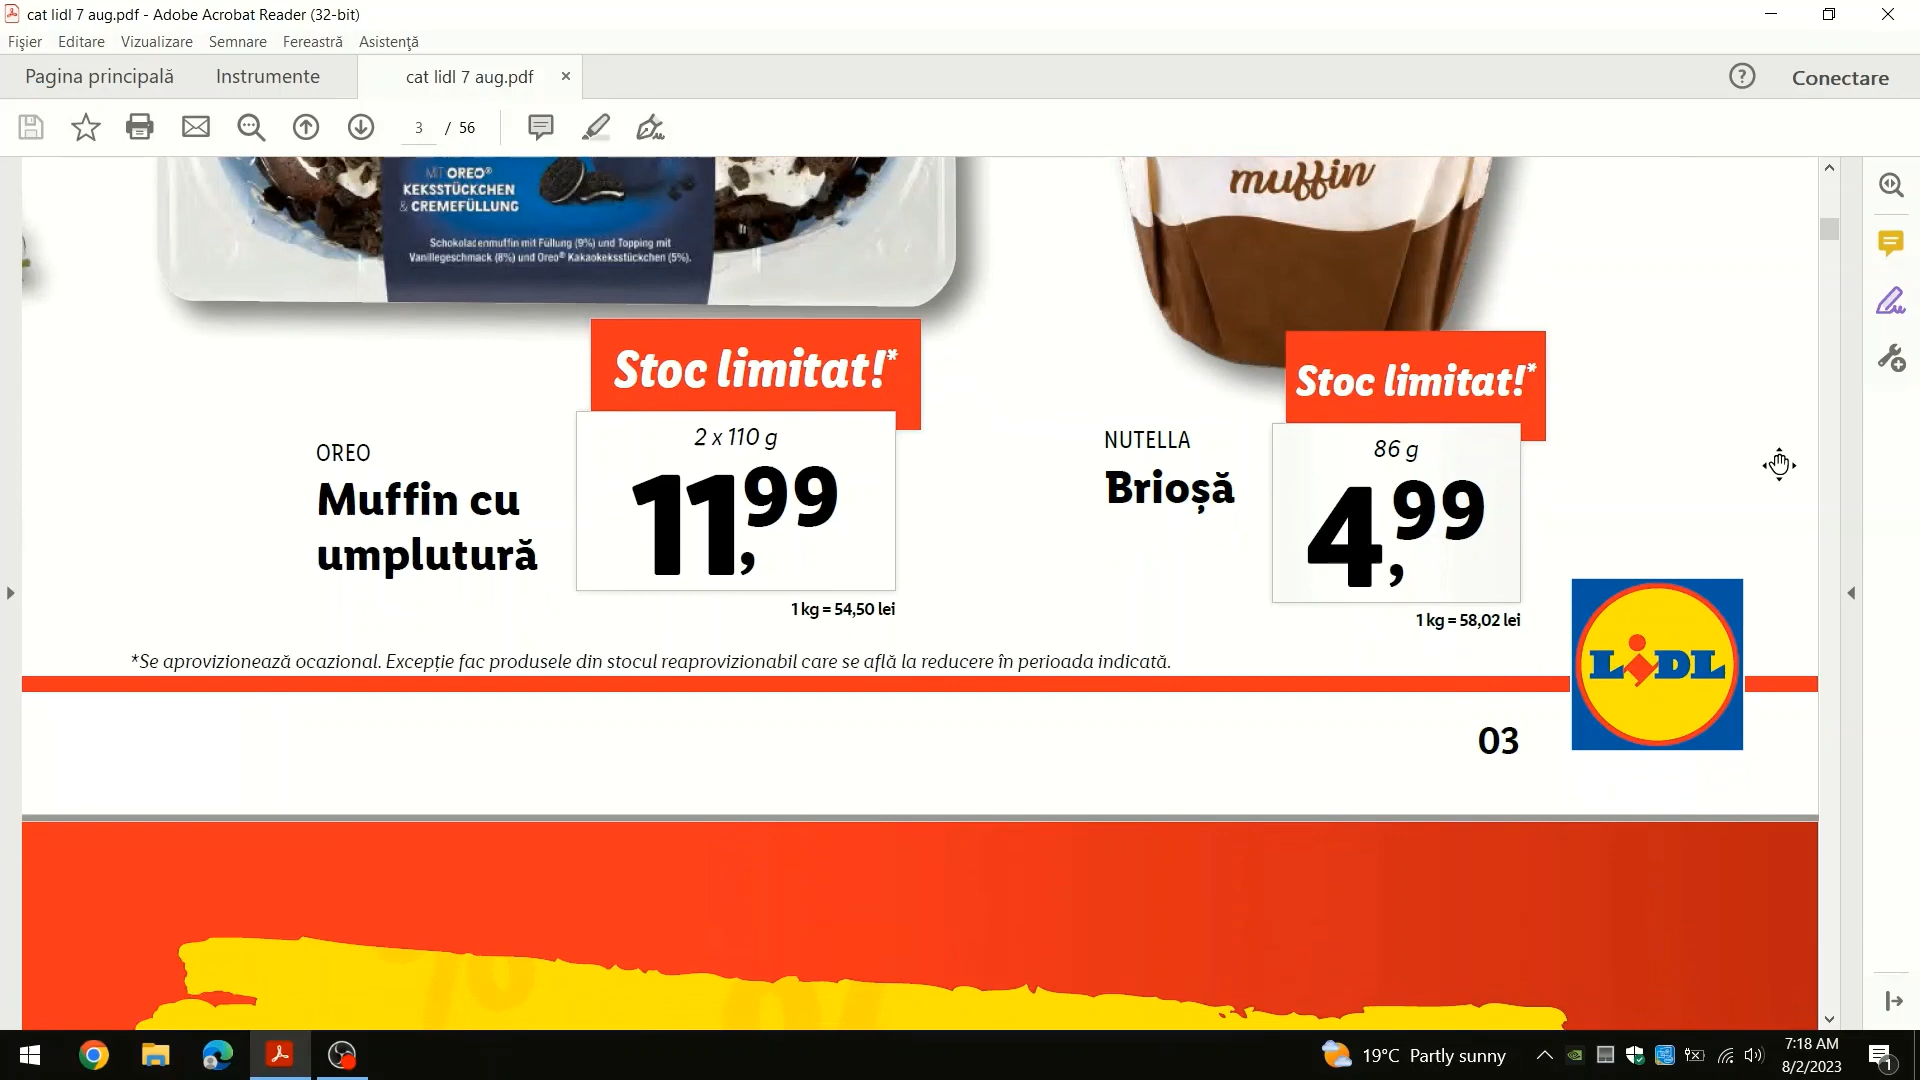 cat lidl 7 aug.pdf - Adobe Acrobat Reader (32-bit)
Fișier Editare Vizualizare Semnare Fereastră Asistență
Pagina principală Instrumente cat lidl 7 aug.pdf × Conectare
3 / 56
MIT OREO®
KEKSSTÜCKCHEN
& CREMEFÜLLUNG
Schokoladenmuffin mit Füllung (9%) und Topping mit
Vanillegeschmack (8%) und Oreo® Kakaokeksstückchen (5%).
muffin
Stoc limitat!*
2 x 110 g
11,99
OREO
Muffin cu
umplutură
1 kg = 54,50 lei
Stoc limitat!*
86 g
4,99
NUTELLA
Brioșă
1 kg = 58,02 lei
*Se aprovizionează ocazional. Excepție fac produsele din stocul reaprovizionabil care se află la reducere în perioada indicată.
LIDL
03
19°C Partly sunny
7:18 AM
8/2/2023
1